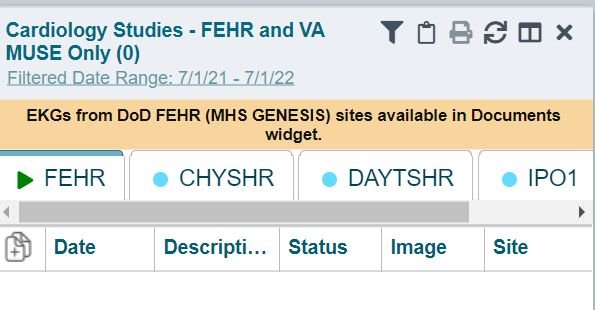 Cardiology Studies - FEHR and VA
MUSE Only (0)
Filtered Date Range: 7/1/21 - 7/1/22
EKGs from DoD FEHR (MHS GENESIS) sites available in Documents
widget.
FEHR CHYSHR DAYTSHR IPO1
Date Descripti... Status Image Site